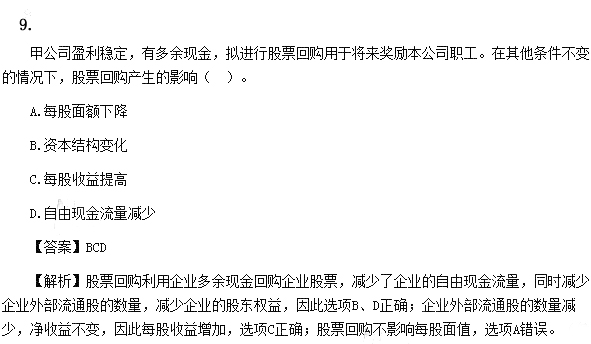 9.
甲公司盈利稳定，有多余现金，拟进行股票回购用于将来奖励本公司职工。在其他条件不变
的情况下，股票回购产生的影响（　）。
A.每股面额下降
B.资本结构变化
C.每股收益提高
D.自由现金流量减少
【答案】BCD
【解析】股票回购利用企业多余现金回购企业股票，减少了企业的自由现金流量，同时减少
企业外部流通股的数量，减少企业的股东权益，因此选项B、D正确；企业外部流通股的数量减
少，净收益不变，因此每股收益增加，选项C正确；股票回购不影响每股面值，选项A错误。